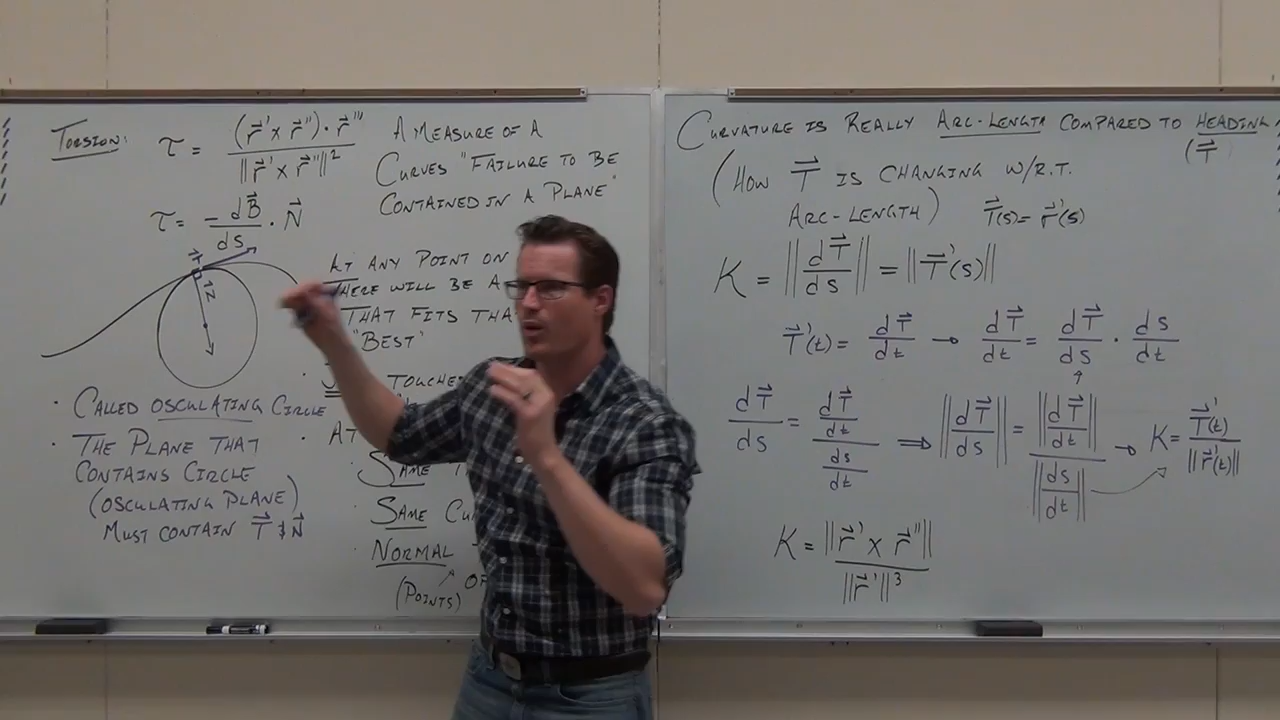 TORSION:
τ = (r⃗' × r⃗'') · r⃗''' / ||r⃗' × r⃗''||²
A MEASURE OF A
CURVES "FAILURE TO BE
CONTAINED IN A PLANE"
τ = -dB⃗/ds · N⃗
T⃗
N⃗
AT ANY POINT ON
THERE WILL BE A
THAT FITS
"BEST"
TOUCHE
· CALLED OSCULATING CIRCLE
· THE PLANE THAT
CONTAINS CIRCLE
(OSCULATING PLANE)
MUST CONTAIN T⃗ & N⃗
· AT
SAME
SAME CU
NORMAL
(POINTS)
CURVATURE IS REALLY ARC-LENGTH COMPARED TO HEADING
(T⃗
(HOW T⃗ IS CHANGING W/R.T.
ARC-LENGTH) T⃗(s) = r⃗'(s)
K = ||dT⃗/ds|| = ||T⃗'(s)||
T⃗'(t) = dT⃗/dt → dT⃗/dt = dT⃗/ds · ds/dt
dT⃗/ds = (dT⃗/dt)/(ds/dt) ⇒ ||dT⃗/ds|| = ||dT⃗/dt|| / ||ds/dt|| → K = T⃗'(t) / ||r⃗'(t)||
K = ||r⃗' × r⃗''|| / ||r⃗'||³